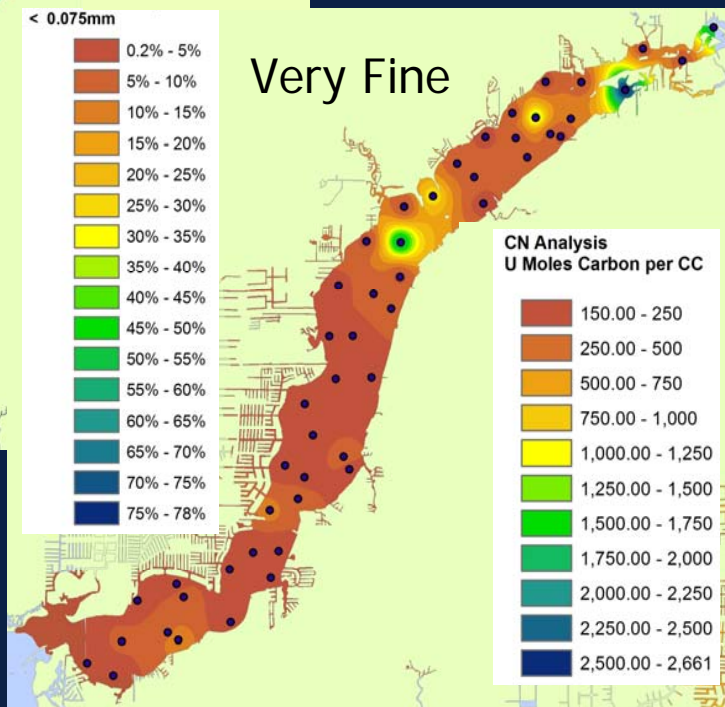 < 0.075mm
0.2% - 5%
5% - 10%
10% - 15%
15% - 20%
20% - 25%
25% - 30%
30% - 35%
35% - 40%
40% - 45%
45% - 50%
50% - 55%
55% - 60%
60% - 65%
65% - 70%
70% - 75%
75% - 78%
Very Fine
CN Analysis
U Moles Carbon per CC
150.00 - 250
250.00 - 500
500.00 - 750
750.00 - 1,000
1,000.00 - 1,250
1,250.00 - 1,500
1,500.00 - 1,750
1,750.00 - 2,000
2,000.00 - 2,250
2,250.00 - 2,500
2,500.00 - 2,661